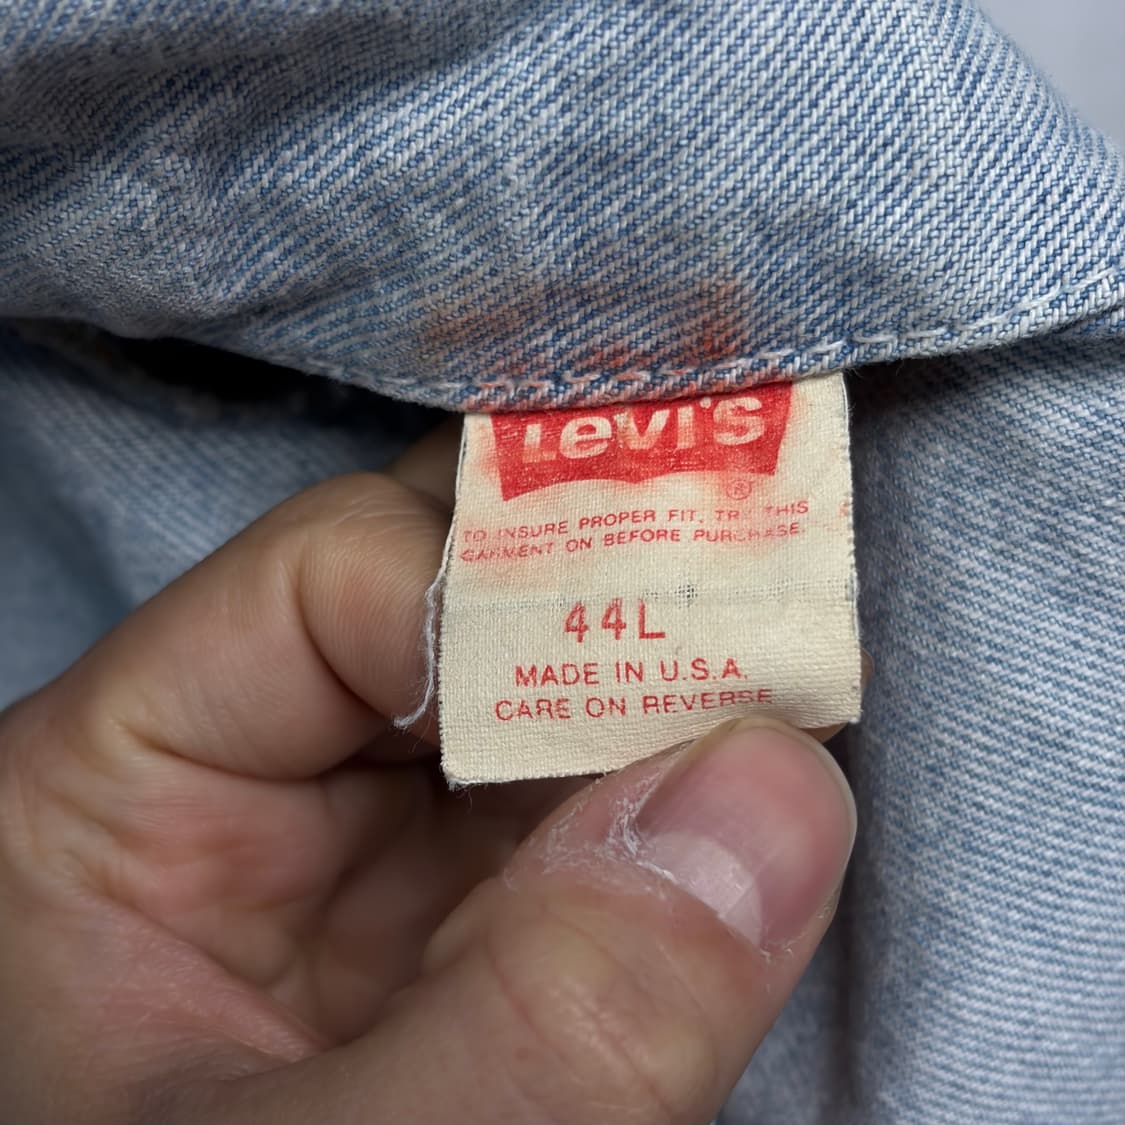 Levi's
®
TO INSURE PROPER FIT, TRY THIS
GARMENT ON BEFORE PURCHASE.
44L
MADE IN U.S.A.
CARE ON REVERSE